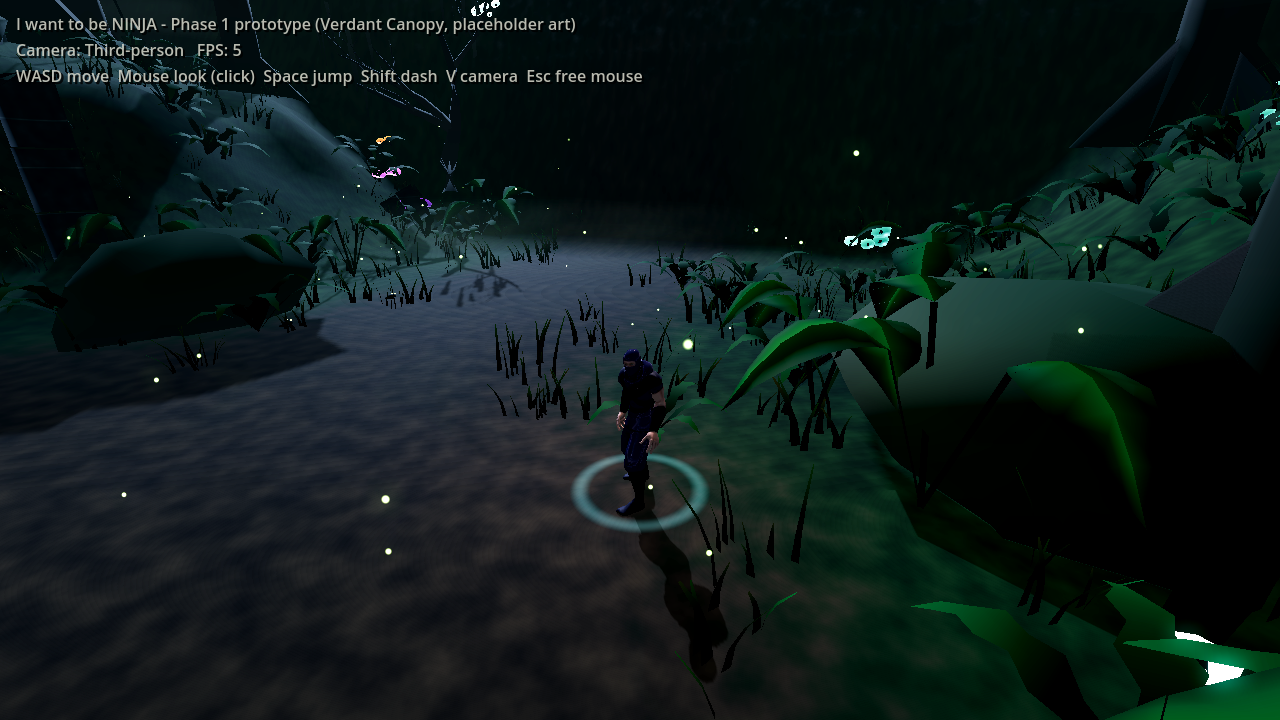 I want to be NINJA - Phase 1 prototype (Verdant Canopy, placeholder art)
Camera: Third-person   FPS: 5
WASD move  Mouse look (click)  Space jump  Shift dash  V camera  Esc free mouse